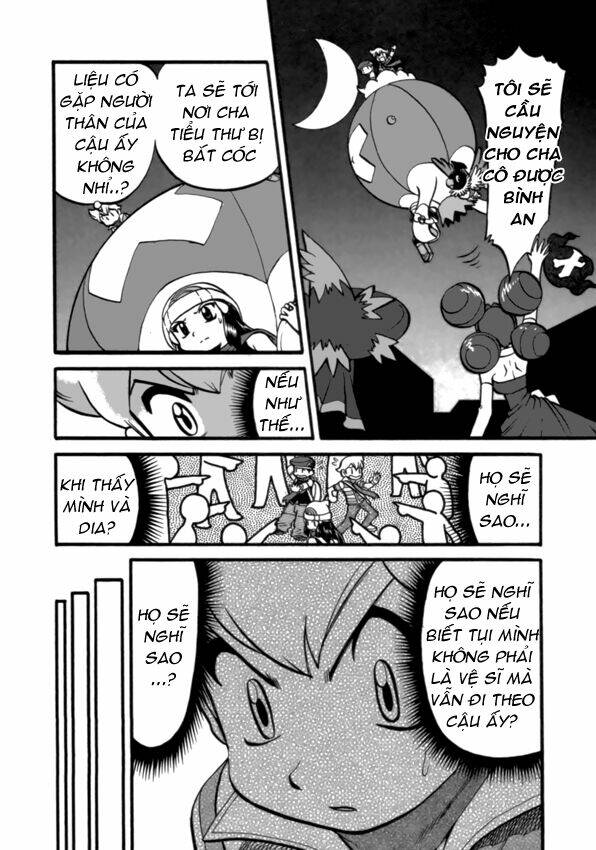 TÔI SẼ
CẦU
NGUYỆN
CHO CHA
CÔ ĐƯỢC
BÌNH
AN
TA SẼ TỚI
NƠI CHA
TIỂU THƯ BỊ
BẮT CÓC
LIỆU CÓ
GẶP NGƯỜI
THÂN CỦA
CẬU ẤY
KHÔNG
NHỈ..?
NẾU
NHƯ
THẾ...
HỌ SẼ
NGHĨ
SAO...
KHI THẤY
MÌNH VÀ
DIA?
HỌ SẼ NGHĨ
SAO NẾU
BIẾT TỤI MÌNH
KHÔNG PHẢI
LÀ VỆ SĨ MÀ
VẪN ĐI THEO
CẬU ẤY?
HỌ SẼ
NGHĨ
SAO
...?